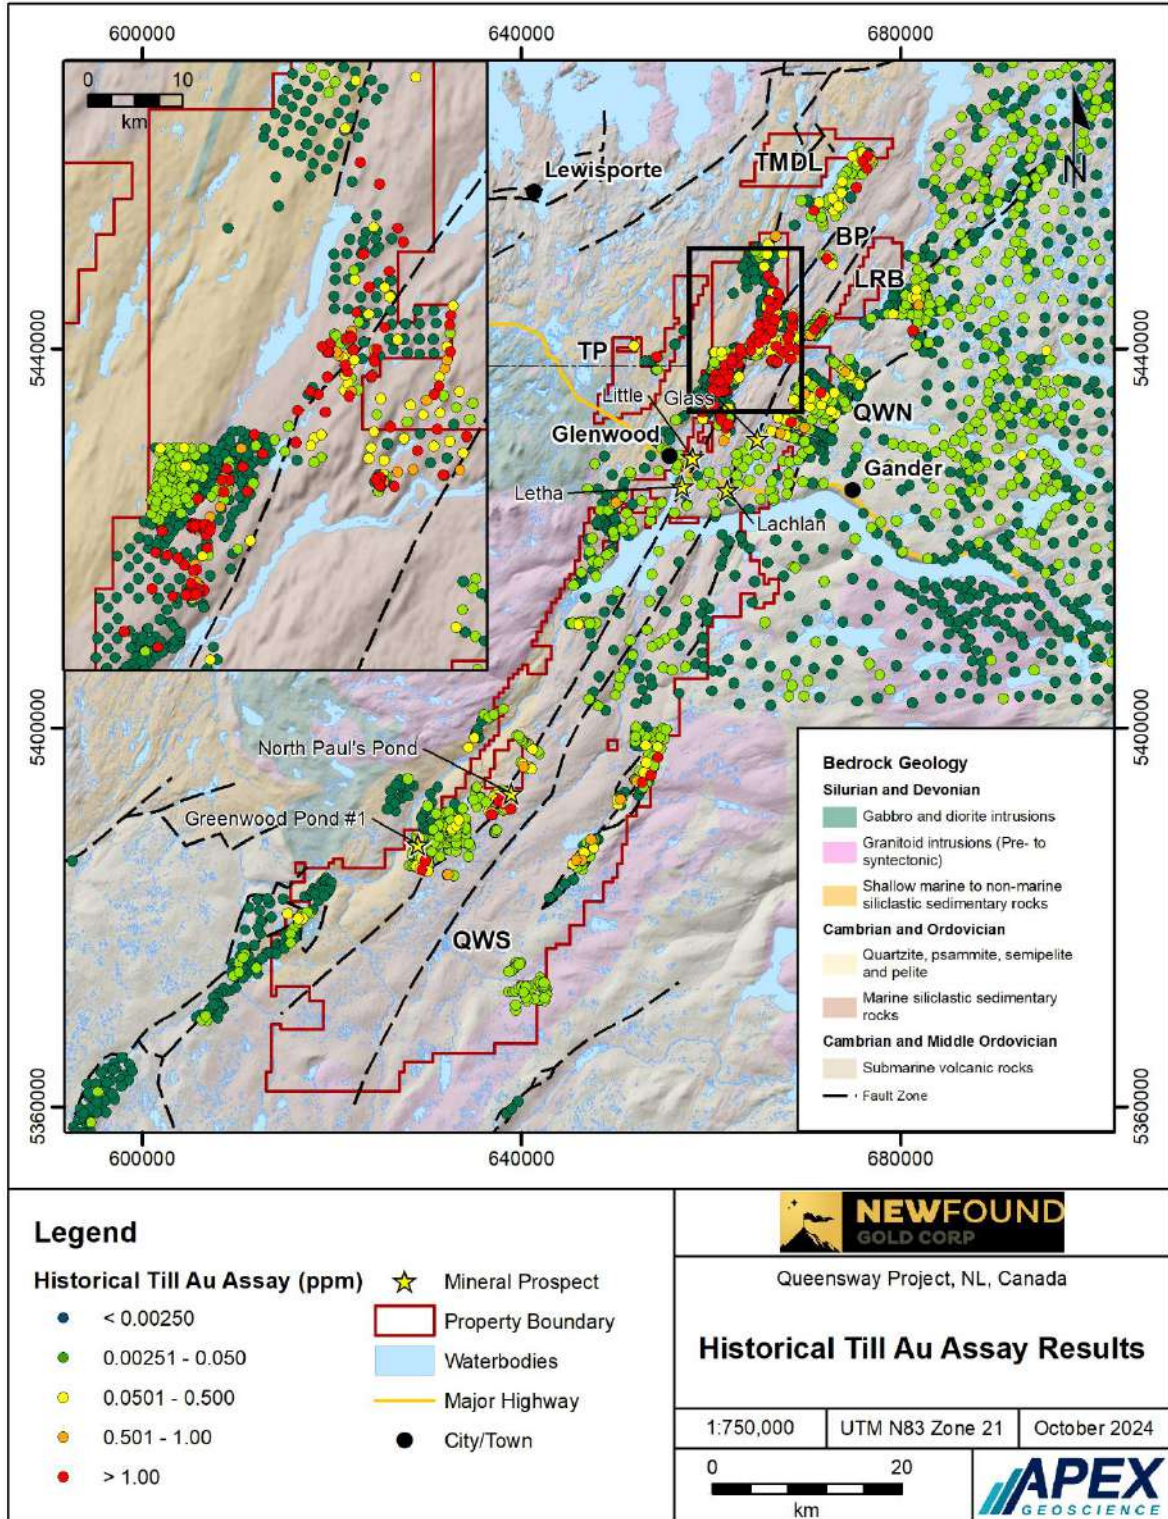 600000
640000
680000
0 10
km
N
Lewisporte
TMDL
BP
LRB
TP
Little
Glass
QWN
Glenwood
Gander
Letha
Lachlan
5440000
5440000
5400000
5400000
North Paul's Pond
Greenwood Pond #1
QWS
5360000
5360000
Bedrock Geology
Silurian and Devonian
Gabbro and diorite intrusions
Granitoid intrusions (Pre- to
syntectonic)
Shallow marine to non-marine
siliclastic sedimentary rocks
Cambrian and Ordovician
Quartzite, psammite, semipelite
and pelite
Marine siliclastic sedimentary
rocks
Cambrian and Middle Ordovician
Submarine volcanic rocks
Fault Zone
600000
640000
680000
Legend
Historical Till Au Assay (ppm)
< 0.00250
0.00251 - 0.050
0.0501 - 0.500
0.501 - 1.00
> 1.00
Mineral Prospect
Property Boundary
Waterbodies
Major Highway
City/Town
NEWFOUND
GOLD CORP
Queensway Project, NL, Canada
Historical Till Au Assay Results
1:750,000
UTM N83 Zone 21
October 2024
0 20
km
APEX
GEOSCIENCE